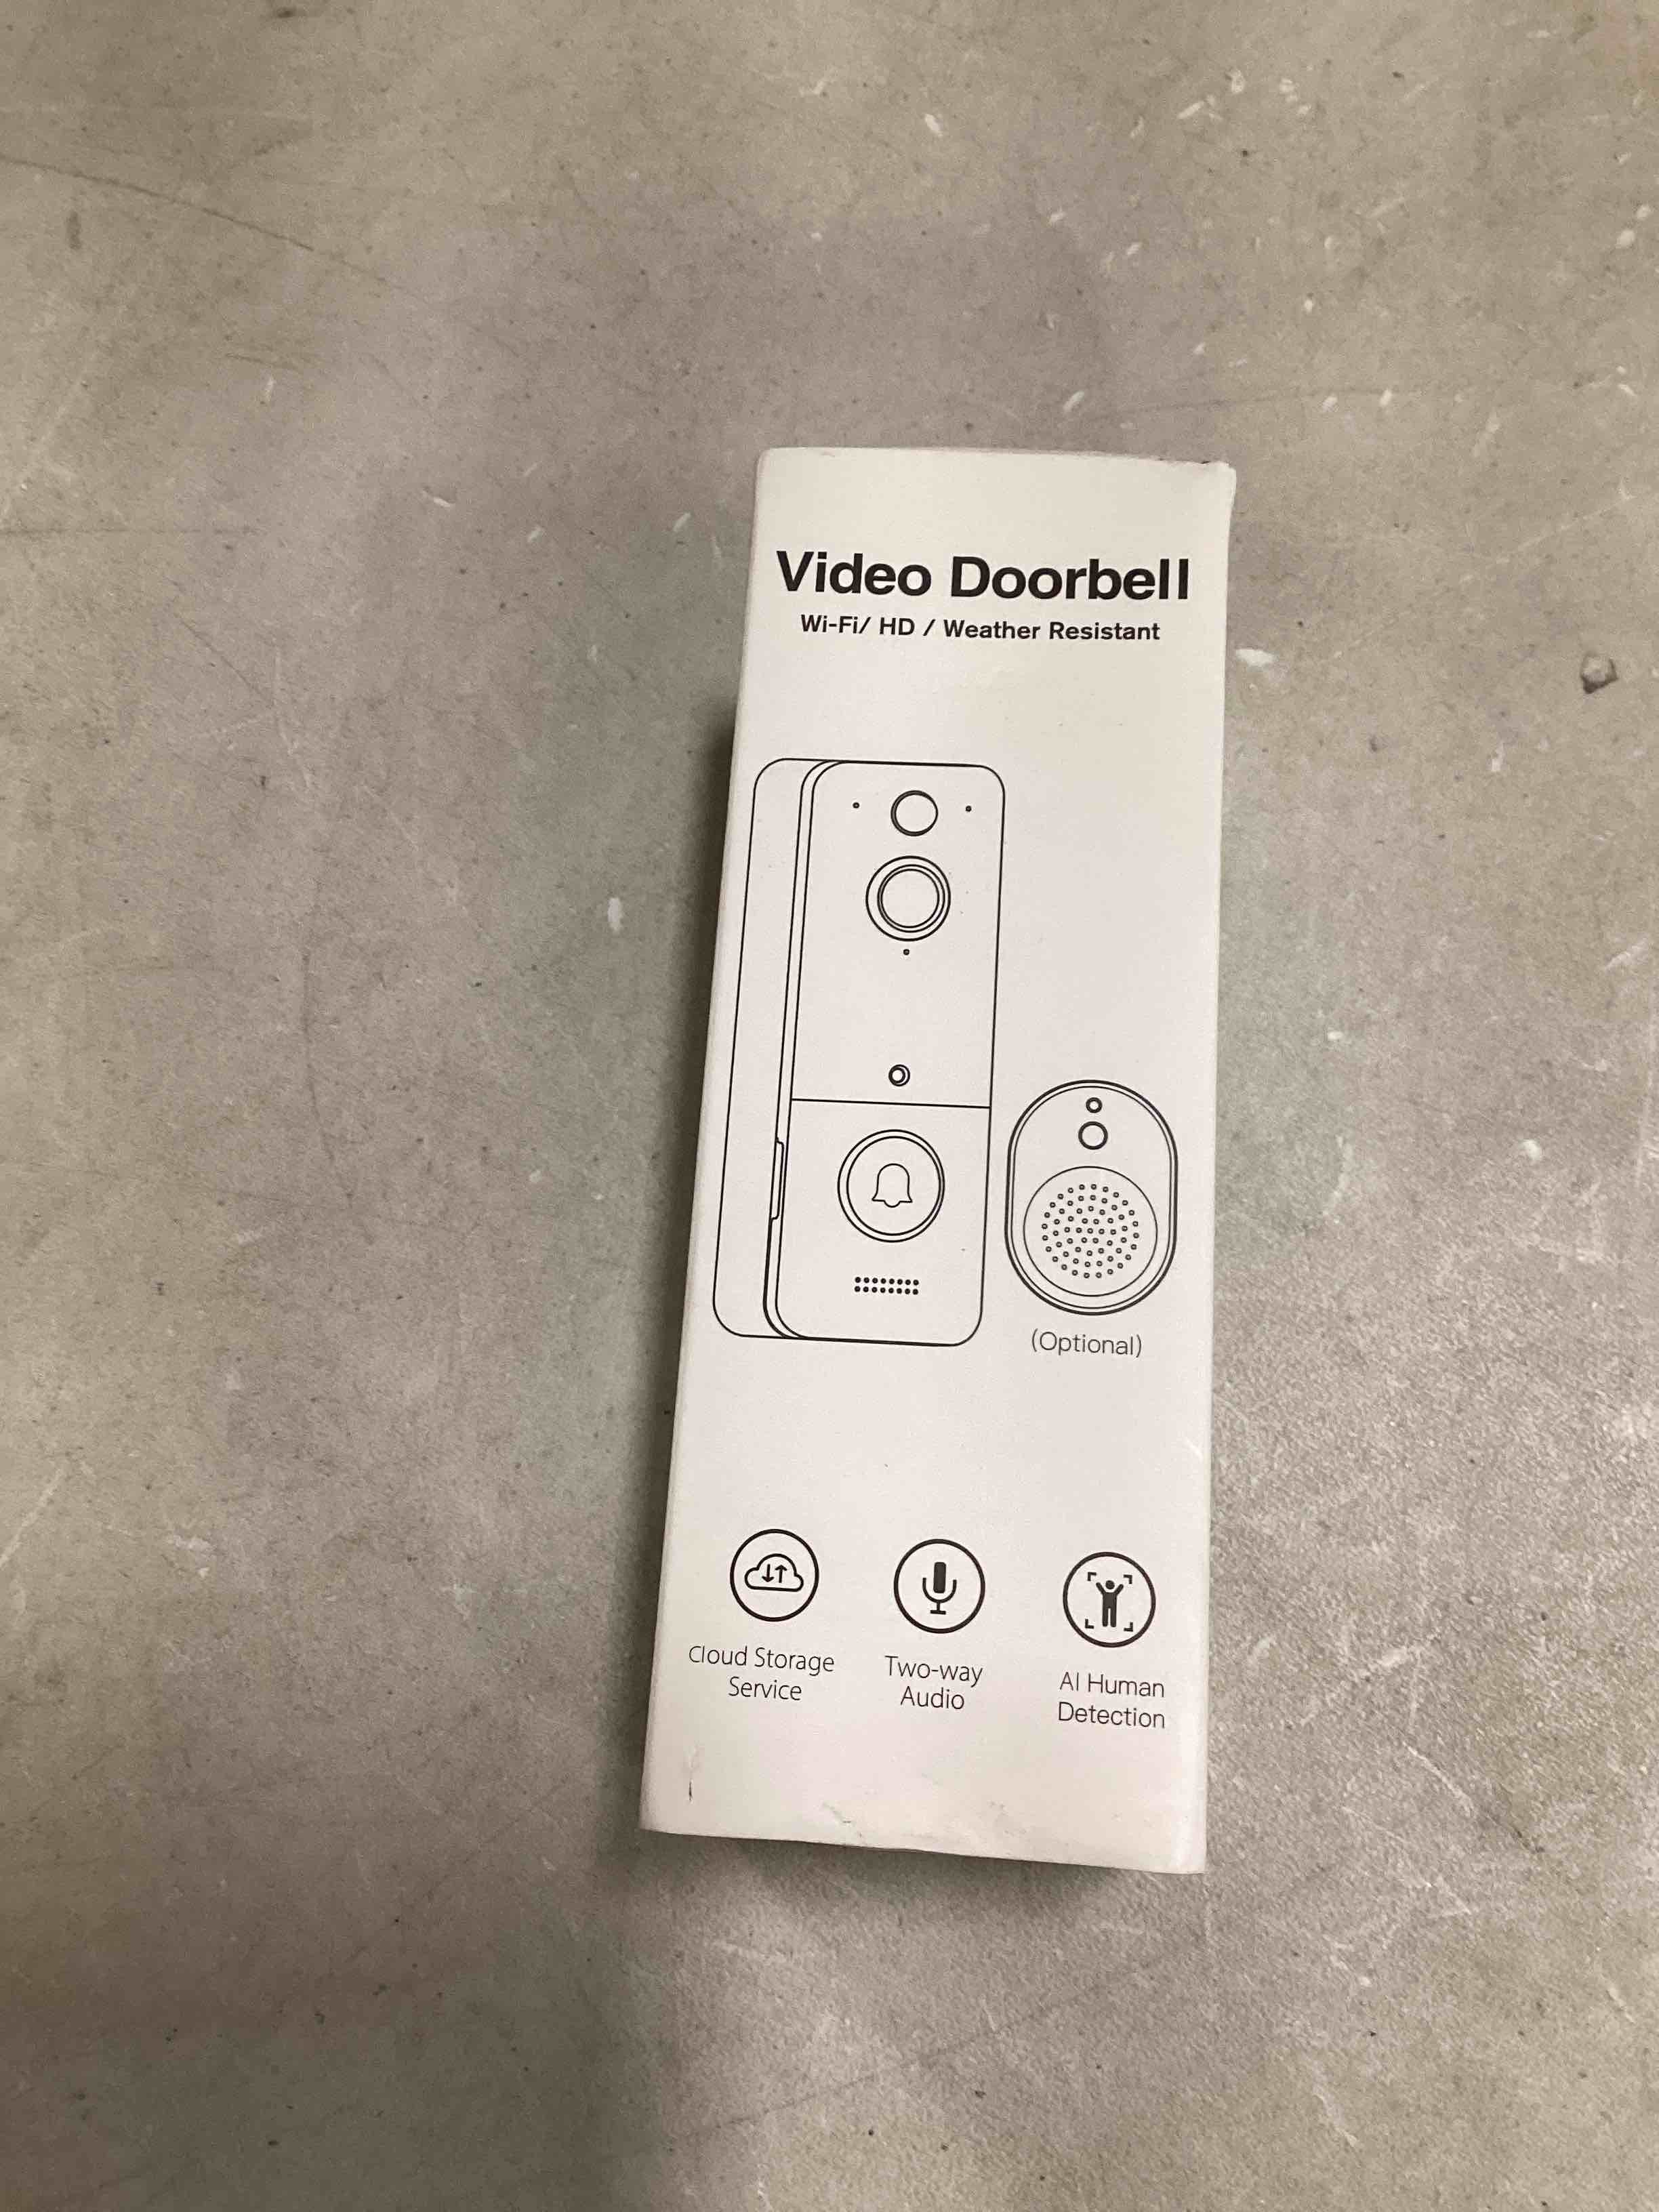 Video Doorbell
Wi-Fi/ HD / Weather Resistant
(Optional)
Cloud Storage
Service
Two-way
Audio
AI Human
Detection